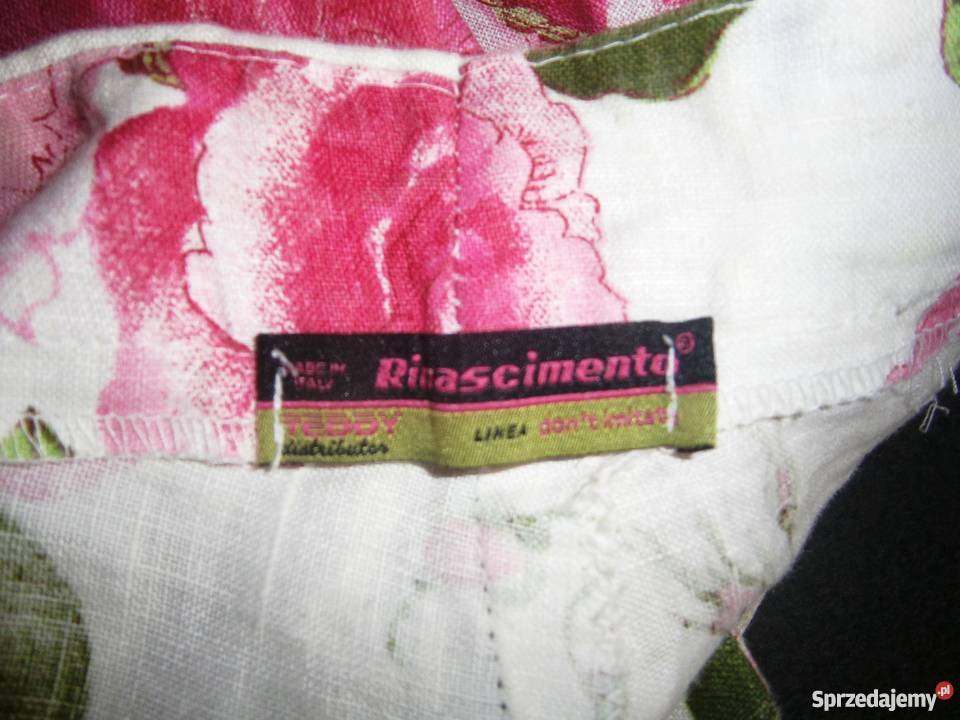 MADE IN
ITALY
Rinascimento®
TEDDY
distributor
LINEA don't imitate
Sprzedajemy.pl